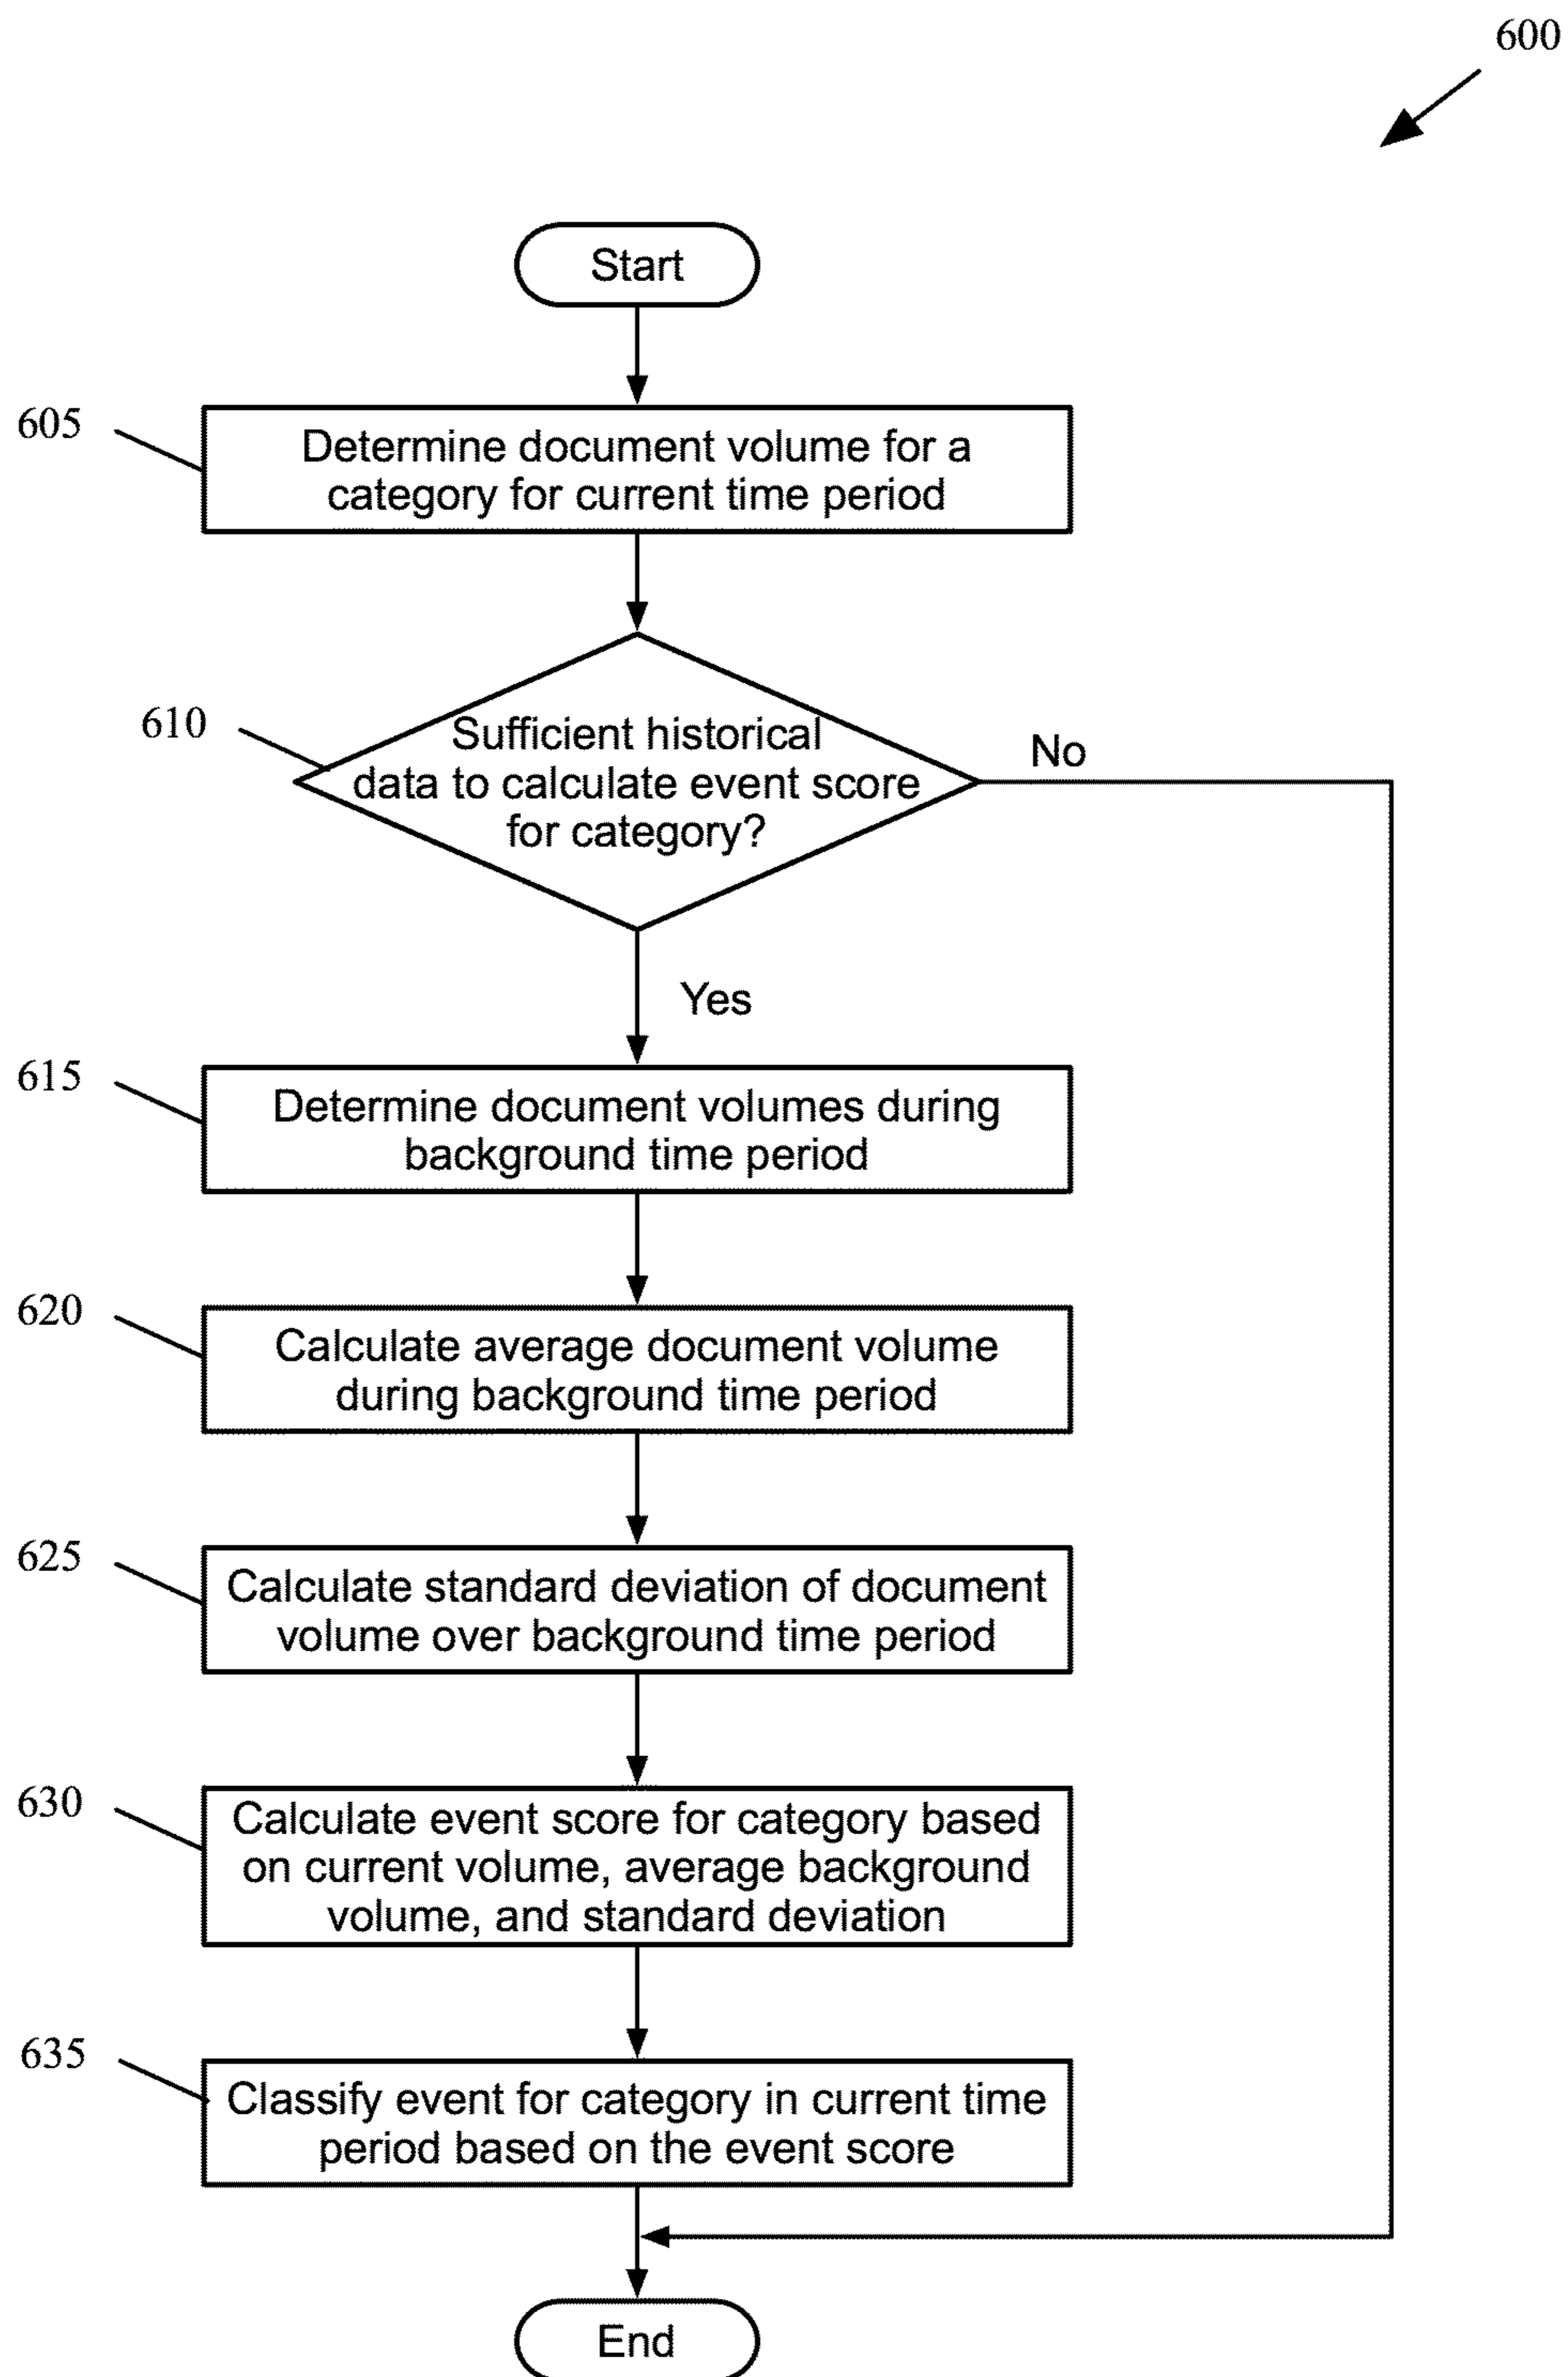 600
Start
605
Determine document volume for a
category for current time period
610
Sufficient historical
data to calculate event score
for category?
No
Yes
615
Determine document volumes during
background time period
620
Calculate average document volume
during background time period
625
Calculate standard deviation of document
volume over background time period
630
Calculate event score for category based
on current volume, average background
volume, and standard deviation
635
Classify event for category in current time
period based on the event score
End